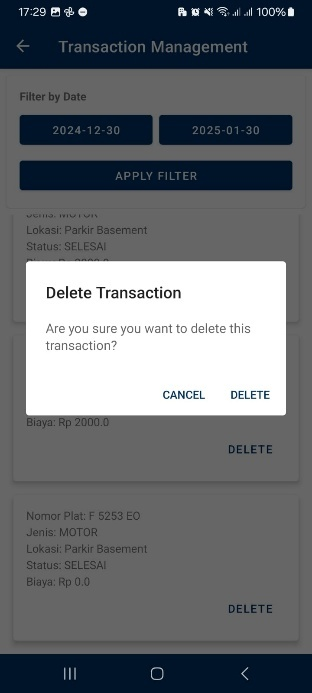 17:29 100%
Transaction Management
Filter by Date
2024-12-30 2025-01-30
APPLY FILTER
Jenis: MOTOR
Lokasi: Parkir Basement
Status: SELESAI
Delete Transaction
Are you sure you want to delete this
transaction?
CANCEL DELETE
Biaya: Rp 2000.0
DELETE
Nomor Plat: F 5253 EO
Jenis: MOTOR
Lokasi: Parkir Basement
Status: SELESAI
Biaya: Rp 0.0
DELETE